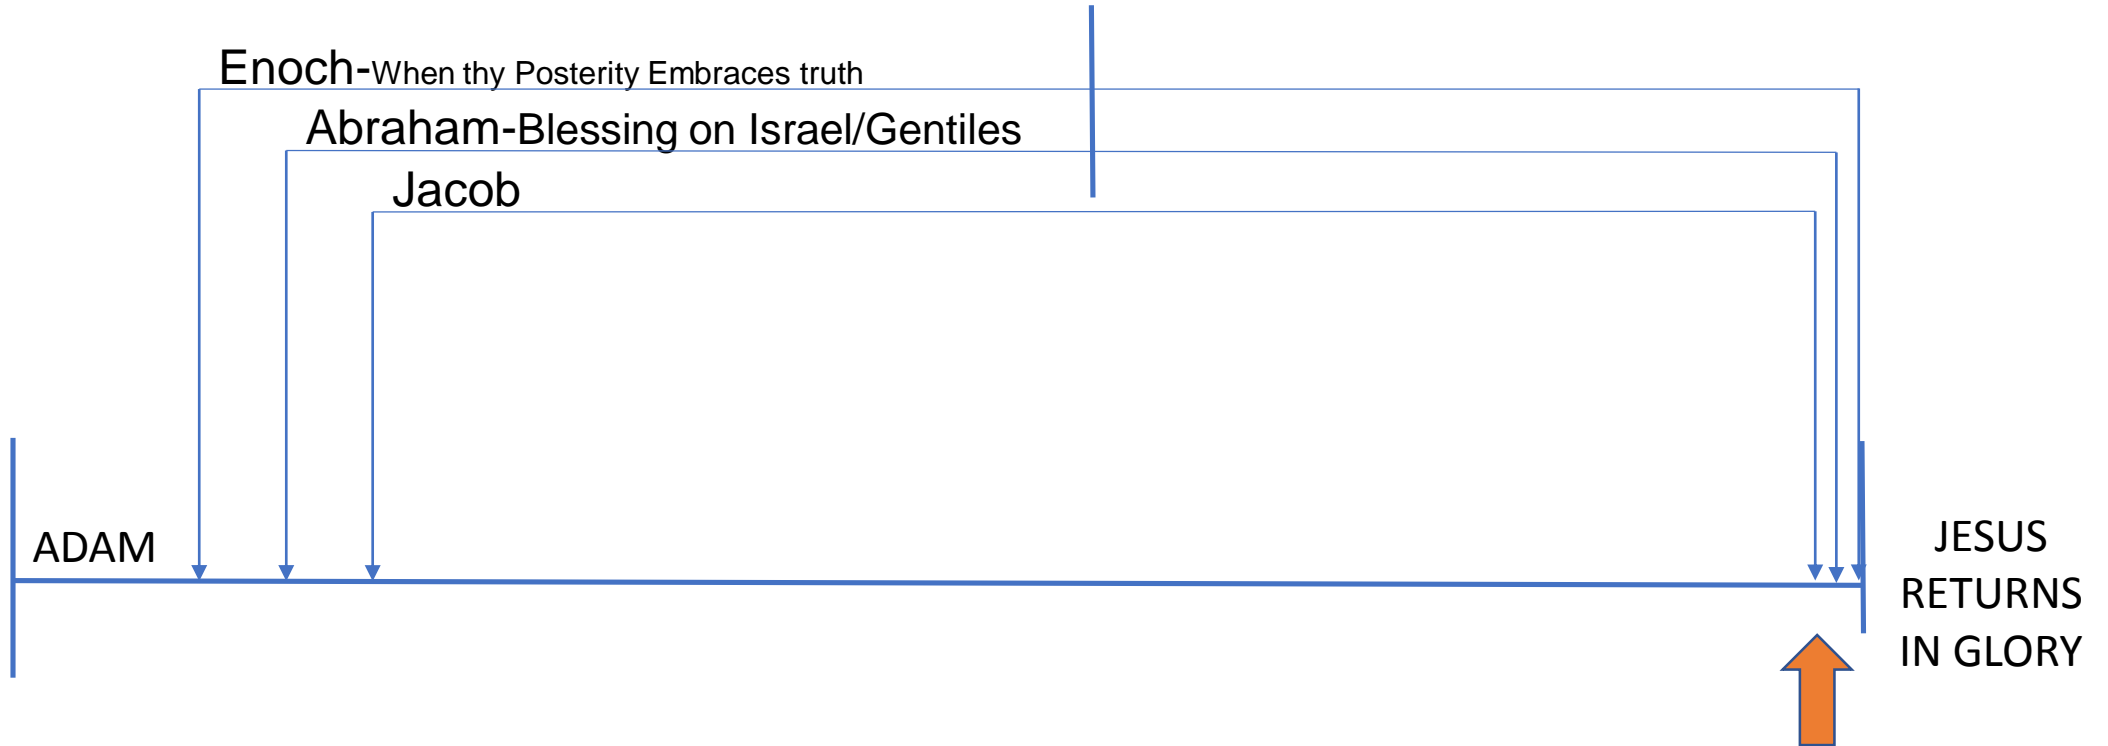 Enoch-When thy Posterity Embraces truth
Abraham-Blessing on Israel/Gentiles
Jacob
ADAM
JESUS
RETURNS
IN GLORY